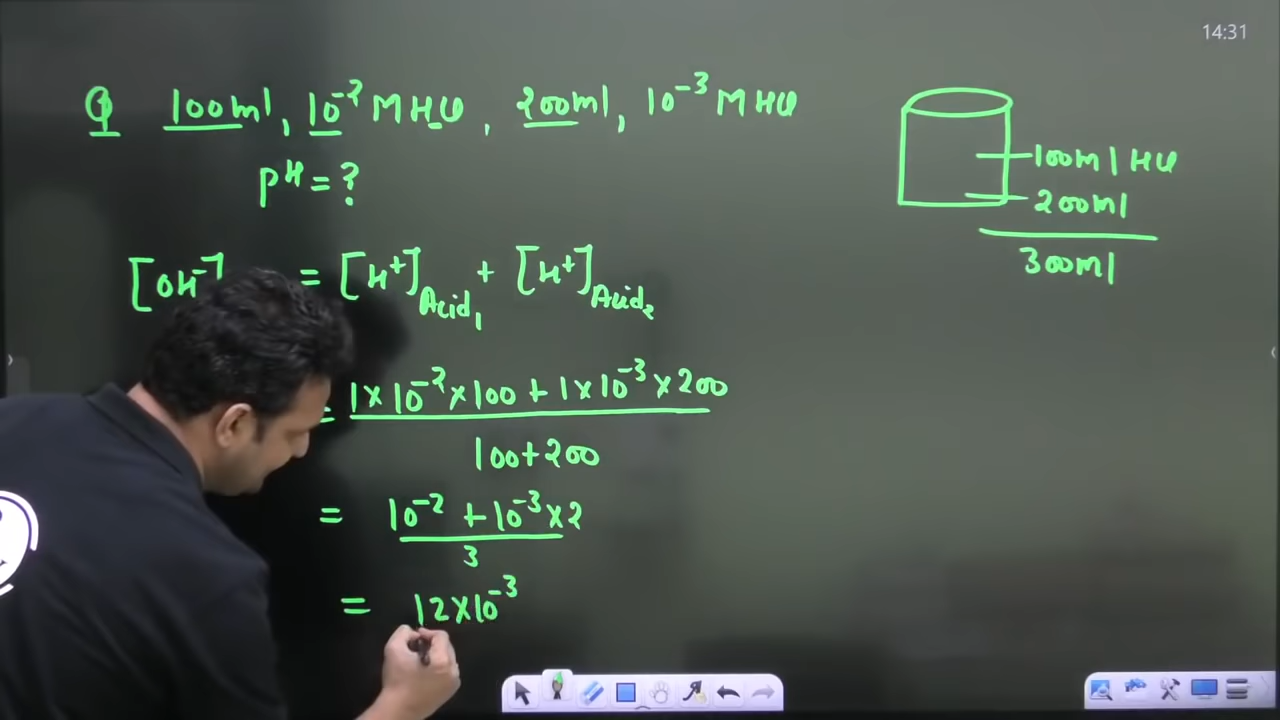 14:31
Q 100ml, 10⁻² M HCl, 200ml, 10⁻³ M HCl
pH = ?
100ml HCl
200ml
300ml
[OH⁻] = [H⁺]Acid₁ + [H⁺]Acid₂
= 1×10⁻²×100 + 1×10⁻³×200
100+200
= 10⁻² + 10⁻³×2
3
= 12×10⁻³